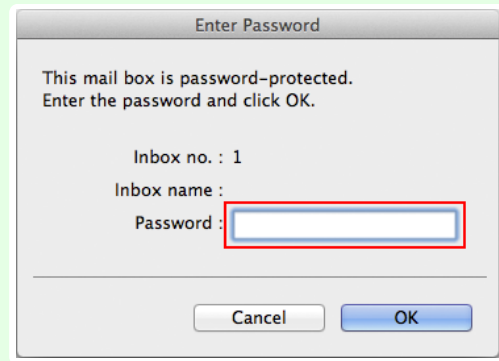 Enter Password
This mail box is password-protected.
Enter the password and click OK.
Inbox no. : 1
Inbox name :
Password :
Cancel OK